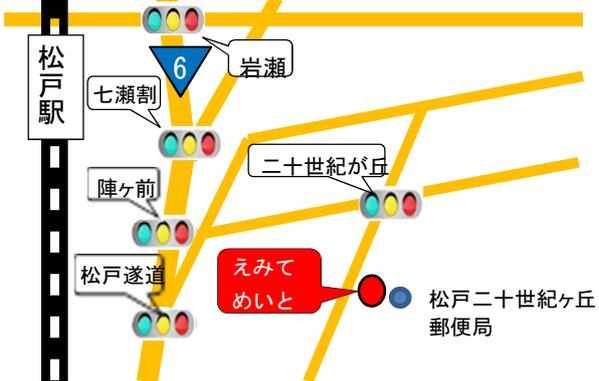 岩瀬
6
松戸駅
七瀬割
二十世紀が丘
陣ヶ前
えみて
めいと
松戸遂道
松戸二十世紀ヶ丘
郵便局